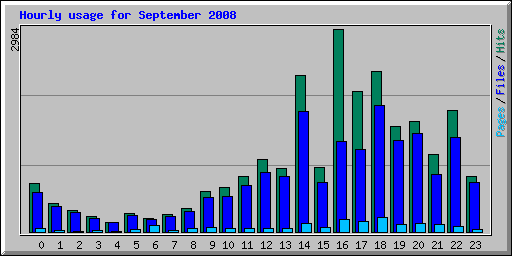 Hourly usage for September 2008
2984
Pages / Files / Hits
0 1 2 3 4 5 6 7 8 9 10 11 12 13 14 15 16 17 18 19 20 21 22 23